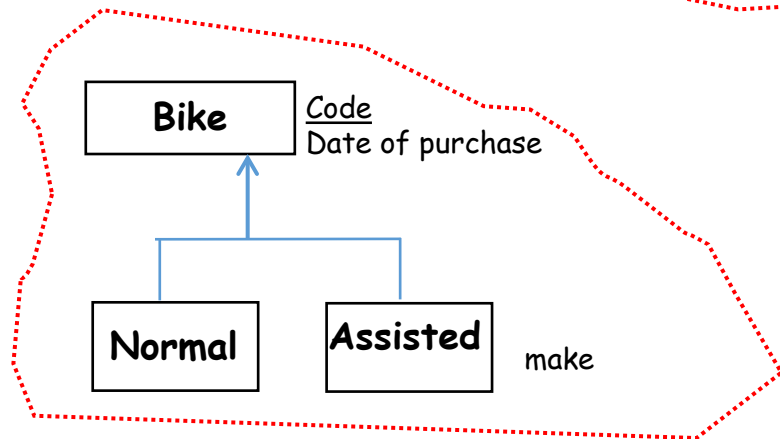 Bike
Code
Date of purchase
Normal
Assisted
make